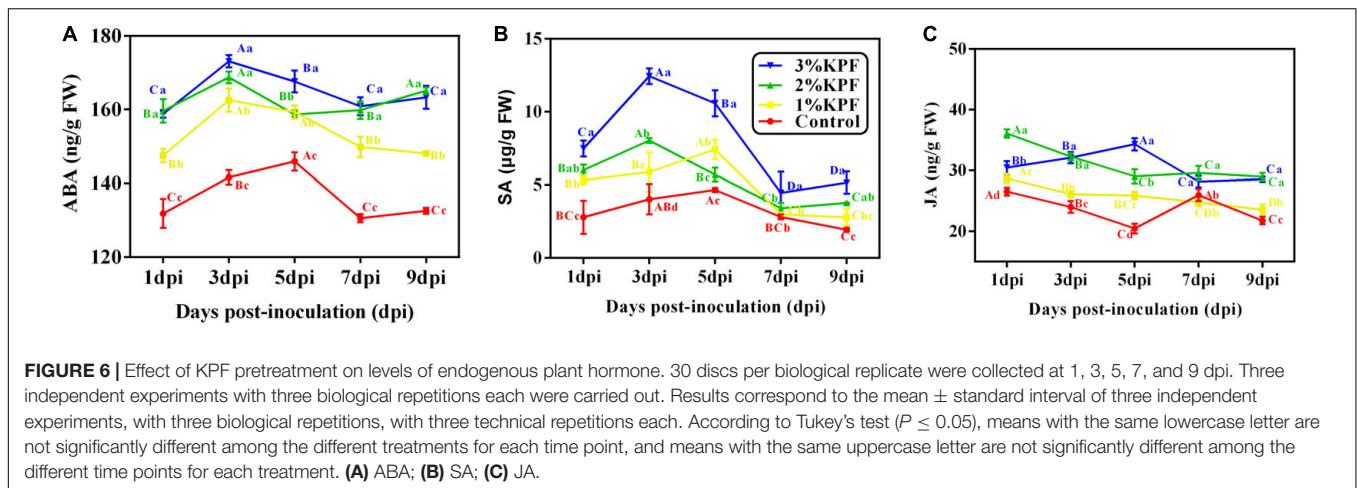 A
180
160
140
120
ABA (ng/g FW)
Ca
Ba
Bb
Cc
Aa
Aa
Ab
Bc
Ba
Bb
Ab
Ac
Ca
Ba
Bb
Cc
Aa
Ca
Bb
Cc
1dpi 3dpi 5dpi 7dpi 9dpi
Days post-inoculation (dpi)
B
15
10
5
0
SA (µg/g FW)
3%KPF
2%KPF
1%KPF
Control
Ca
Bab
Bb
BCc
Aa
Ab
Bc
ABd
Ba
Ab
Bc
Ac
Da
Cb
Cb
BCb
Da
Cab
Cbc
Cc
1dpi 3dpi 5dpi 7dpi 9dpi
Days post-inoculation (dpi)
C
50
40
30
20
JA (ng/g FW)
Aa
Bb
Ac
Ad
Ba
Ba
Bb
Bc
Aa
Cb
BCc
Cd
Ca
Ca
Ab
CDb
Ca
Ca
Db
Cc
1dpi 3dpi 5dpi 7dpi 9dpi
Days post-inoculation (dpi)
FIGURE 6 | Effect of KPF pretreatment on levels of endogenous plant hormone. 30 discs per biological replicate were collected at 1, 3, 5, 7, and 9 dpi. Three
independent experiments with three biological repetitions each were carried out. Results correspond to the mean ± standard interval of three independent
experiments, with three biological repetitions, with three technical repetitions each. According to Tukey's test (P ≤ 0.05), means with the same lowercase letter are
not significantly different among the different treatments for each time point, and means with the same uppercase letter are not significantly different among the
different time points for each treatment. (A) ABA; (B) SA; (C) JA.